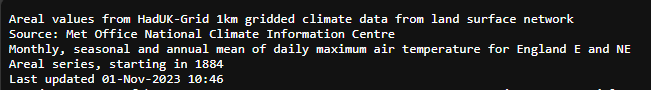 Areal values from HadUK-Grid 1km gridded climate data from land surface network
Source: Met Office National Climate Information Centre
Monthly, seasonal and annual mean of daily maximum air temperature for England E and NE
Areal series, starting in 1884
Last updated 01-Nov-2023 10:46